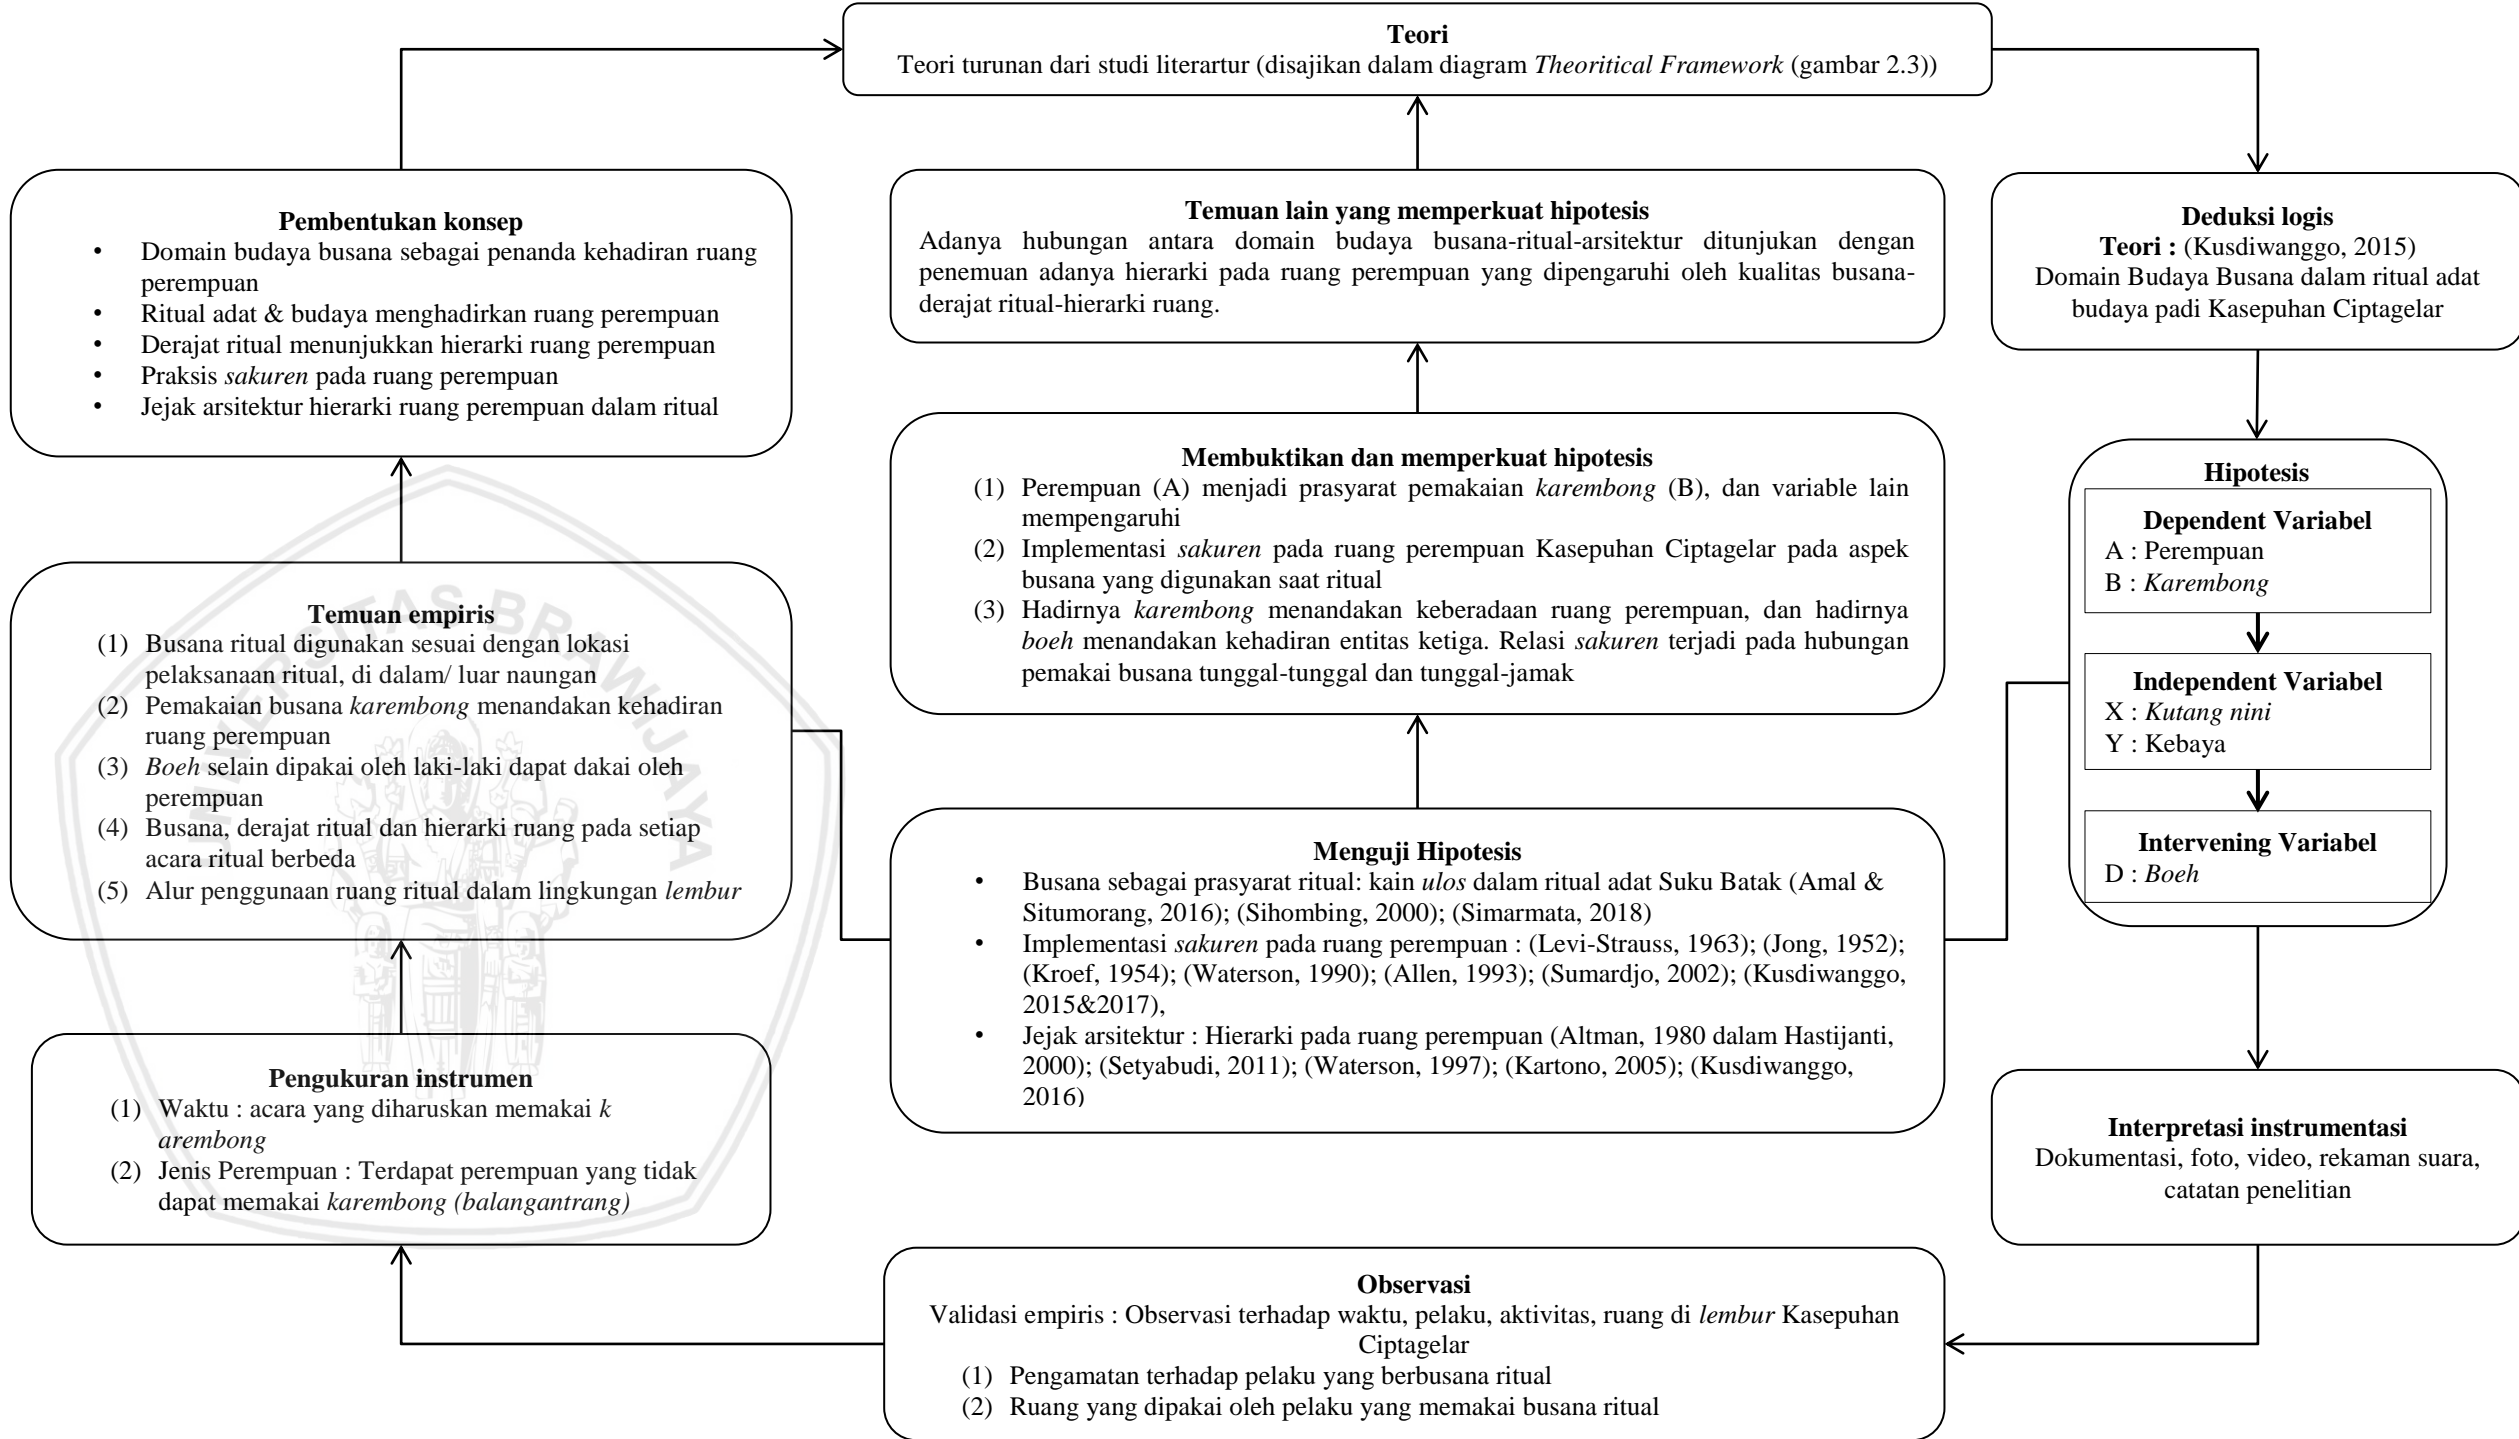 Teori
Teori turunan dari studi literartur (disajikan dalam diagram Theoritical Framework (gambar 2.3))
Pembentukan konsep
• Domain budaya busana sebagai penanda kehadiran ruang
perempuan
• Ritual adat & budaya menghadirkan ruang perempuan
• Derajat ritual menunjukkan hierarki ruang perempuan
• Praksis sakuren pada ruang perempuan
• Jejak arsitektur hierarki ruang perempuan dalam ritual
Temuan lain yang memperkuat hipotesis
Adanya hubungan antara domain budaya busana-ritual-arsitektur ditunjukan dengan
penemuan adanya hierarki pada ruang perempuan yang dipengaruhi oleh kualitas busana-
derajat ritual-hierarki ruang.
Deduksi logis
Teori : (Kusdiwanggo, 2015)
Domain Budaya Busana dalam ritual adat
budaya padi Kasepuhan Ciptagelar
Membuktikan dan memperkuat hipotesis
(1) Perempuan (A) menjadi prasyarat pemakaian karembong (B), dan variable lain
mempengaruhi
(2) Implementasi sakuren pada ruang perempuan Kasepuhan Ciptagelar pada aspek
busana yang digunakan saat ritual
(3) Hadirnya karembong menandakan keberadaan ruang perempuan, dan hadirnya
boeh menandakan kehadiran entitas ketiga. Relasi sakuren terjadi pada hubungan
pemakai busana tunggal-tunggal dan tunggal-jamak
Hipotesis
Dependent Variabel
A : Perempuan
B : Karembong
Independent Variabel
X : Kutang nini
Y : Kebaya
Intervening Variabel
D : Boeh
Temuan empiris
(1) Busana ritual digunakan sesuai dengan lokasi
pelaksanaan ritual, di dalam/ luar naungan
(2) Pemakaian busana karembong menandakan kehadiran
ruang perempuan
(3) Boeh selain dipakai oleh laki-laki dapat dakai oleh
perempuan
(4) Busana, derajat ritual dan hierarki ruang pada setiap
acara ritual berbeda
(5) Alur penggunaan ruang ritual dalam lingkungan lembur
UNIVERSITAS BRAWIJAYA
Menguji Hipotesis
• Busana sebagai prasyarat ritual: kain ulos dalam ritual adat Suku Batak (Amal &
Situmorang, 2016); (Sihombing, 2000); (Simarmata, 2018)
• Implementasi sakuren pada ruang perempuan : (Levi-Strauss, 1963); (Jong, 1952);
(Kroef, 1954); (Waterson, 1990); (Allen, 1993); (Sumardjo, 2002); (Kusdiwanggo,
2015&2017),
• Jejak arsitektur : Hierarki pada ruang perempuan (Altman, 1980 dalam Hastijanti,
2000); (Setyabudi, 2011); (Waterson, 1997); (Kartono, 2005); (Kusdiwanggo,
2016)
Pengukuran instrumen
(1) Waktu : acara yang diharuskan memakai k
arembong
(2) Jenis Perempuan : Terdapat perempuan yang tidak
dapat memakai karembong (balangantrang)
Interpretasi instrumentasi
Dokumentasi, foto, video, rekaman suara,
catatan penelitian
Observasi
Validasi empiris : Observasi terhadap waktu, pelaku, aktivitas, ruang di lembur Kasepuhan
Ciptagelar
(1) Pengamatan terhadap pelaku yang berbusana ritual
(2) Ruang yang dipakai oleh pelaku yang memakai busana ritual